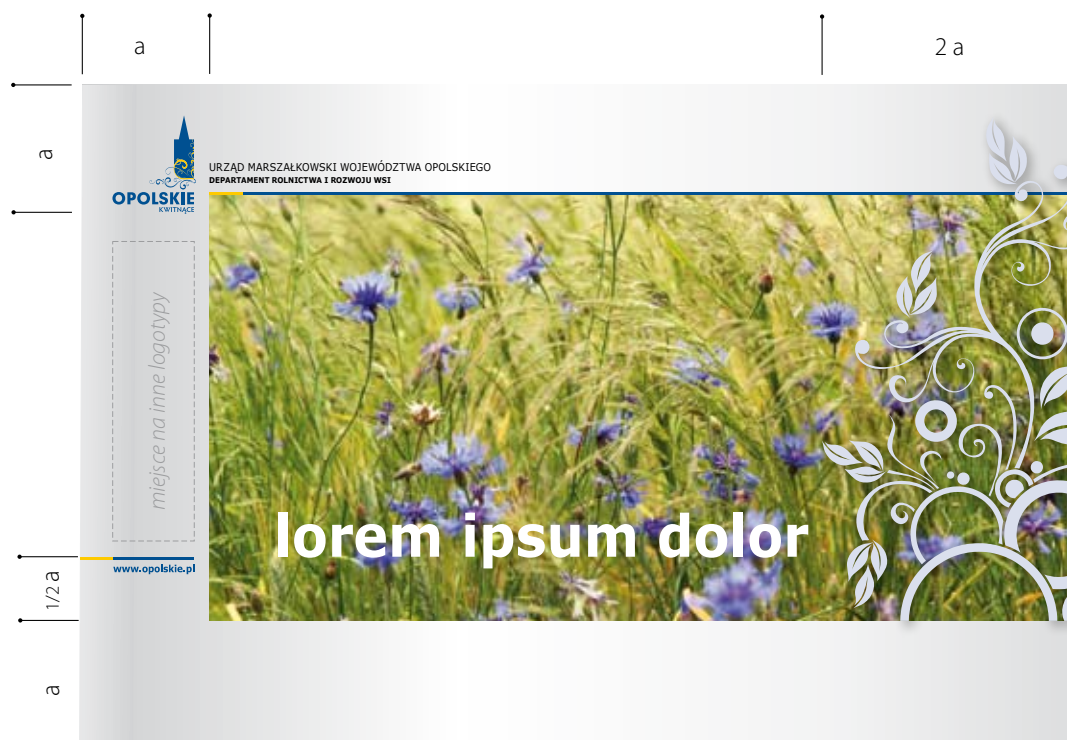 a
2 a
a
URZĄD MARSZAŁKOWSKI WOJEWÓDZTWA OPOLSKIEGO
DEPARTAMENT ROLNICTWA I ROZWOJU WSI
OPOLSKIE
KWITNĄCE
miejsce na inne logotypy
lorem ipsum dolor
www.opolskie.pl
1/2 a
a